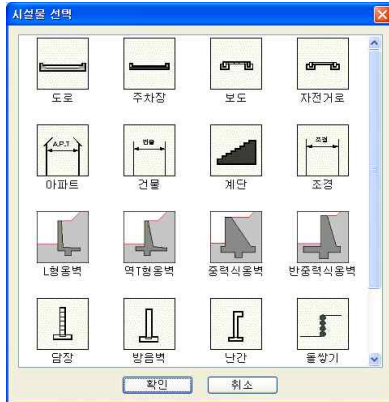 시설물 선택
도로 주차장 보도 자전거로
A.P.T 건물 조경
아파트 건물 계단 조경
L형옹벽 역T형옹벽 중력식옹벽 반중력식옹벽
담장 방음벽 난간 돌쌓기
확인 취소